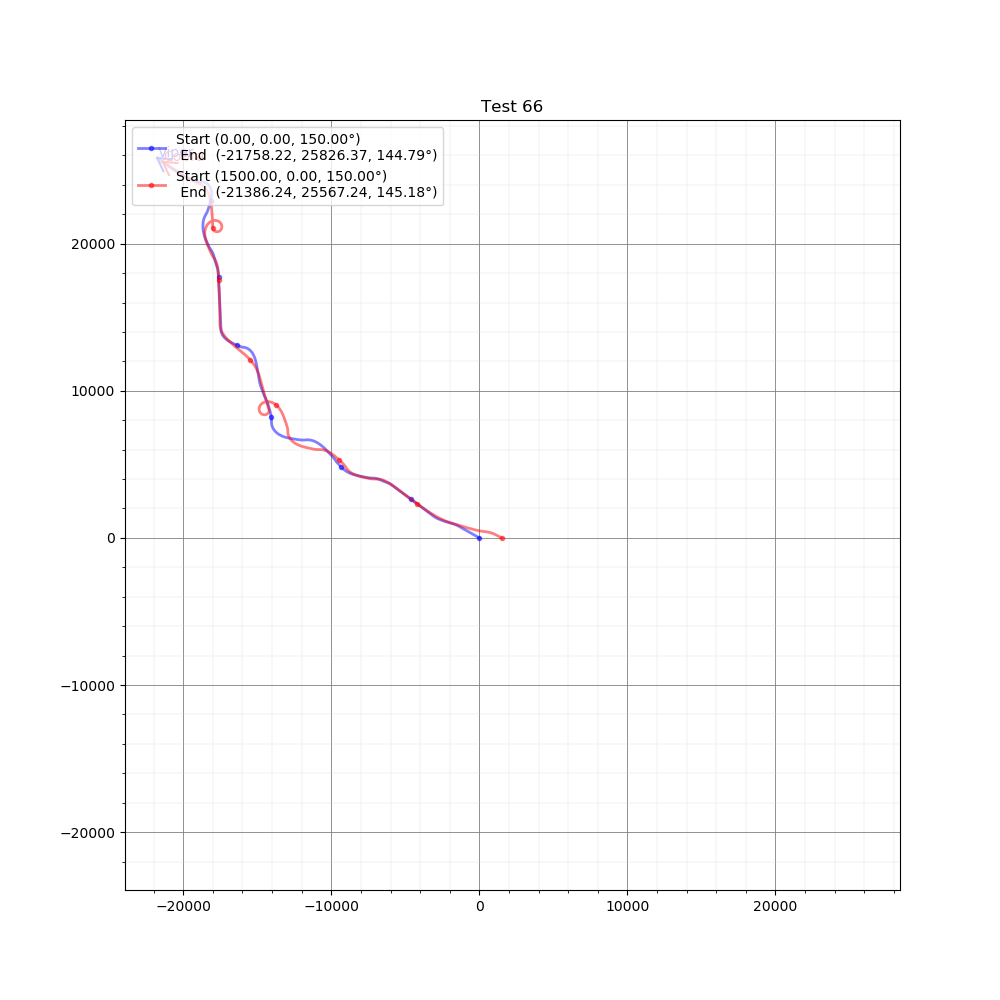 Test 66
Start (0.00, 0.00, 150.00°)
End (-21758.22, 25826.37, 144.79°)
Start (1500.00, 0.00, 150.00°)
End (-21386.24, 25567.24, 145.18°)
20000
10000
0
−10000
−20000
−20000 −10000 0 10000 20000